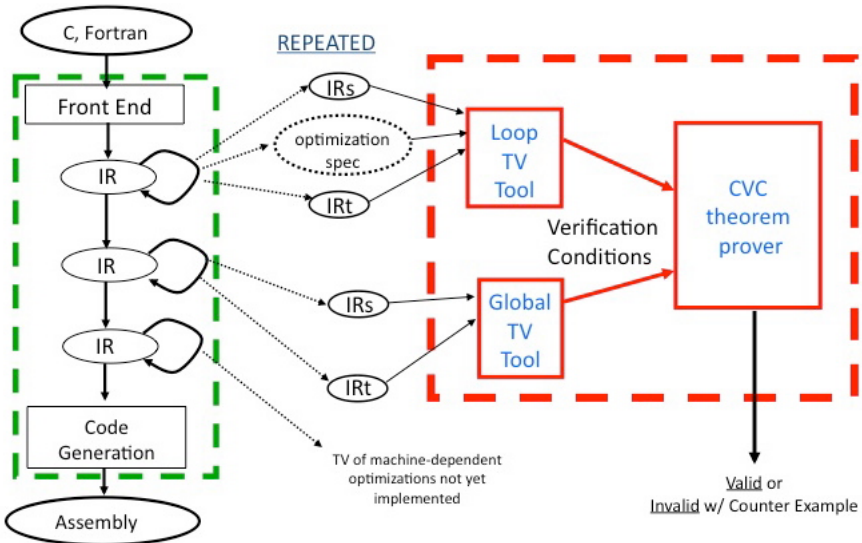 C, Fortran
Front End
IR
IR
IR
Code
Generation
Assembly
REPEATED
IRs
optimization
spec
IRt
IRs
IRt
TV of machine-dependent
optimizations not yet
implemented
Loop
TV
Tool
Global
TV
Tool
Verification
Conditions
CVC
theorem
prover
Valid or
Invalid w/ Counter Example